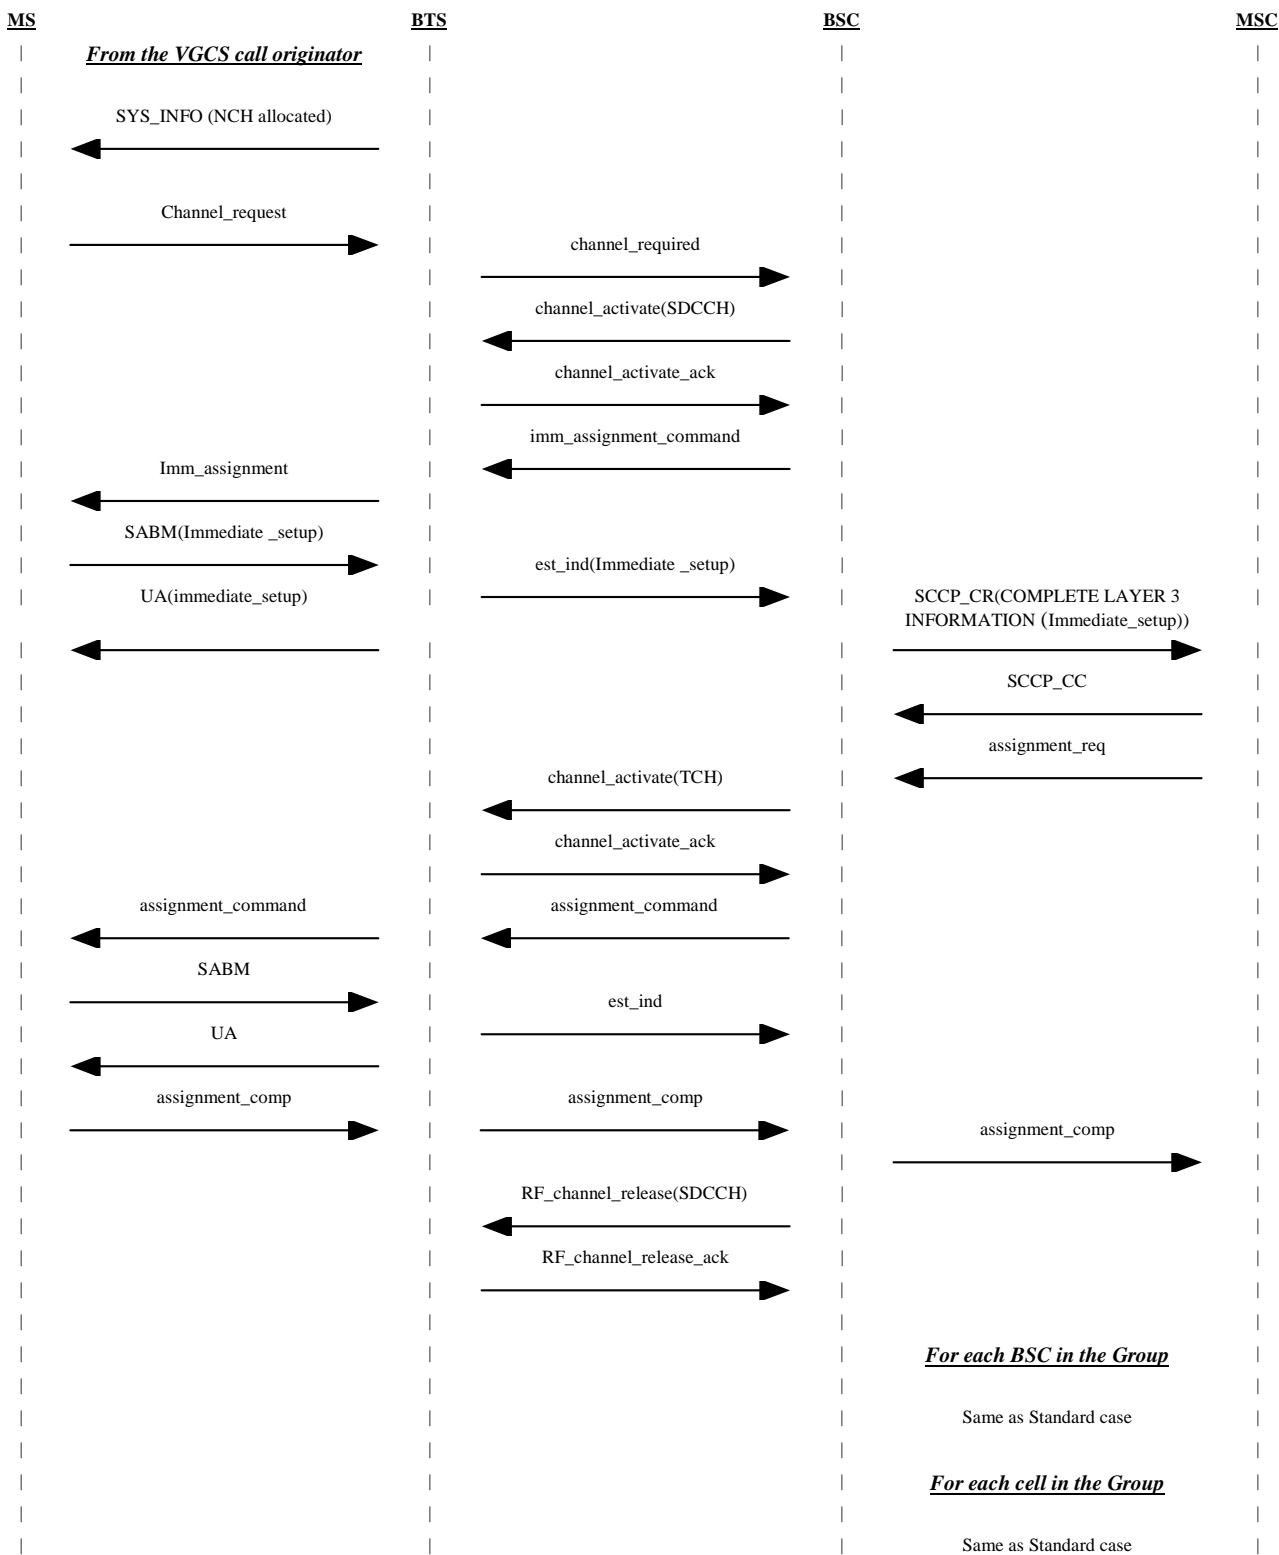 MS BTS BSC MSC
From the VGCS call originator
SYS_INFO (NCH allocated)
Channel_request
channel_required
channel_activate(SDCCH)
channel_activate_ack
imm_assignment_command
Imm_assignment
SABM(Immediate _setup)
est_ind(Immediate _setup)
UA(immediate_setup)
SCCP_CR(COMPLETE LAYER 3
INFORMATION (Immediate_setup))
SCCP_CC
assignment_req
channel_activate(TCH)
channel_activate_ack
assignment_command assignment_command
SABM
est_ind
UA
assignment_comp assignment_comp
assignment_comp
RF_channel_release(SDCCH)
RF_channel_release_ack
For each BSC in the Group
Same as Standard case
For each cell in the Group
Same as Standard case